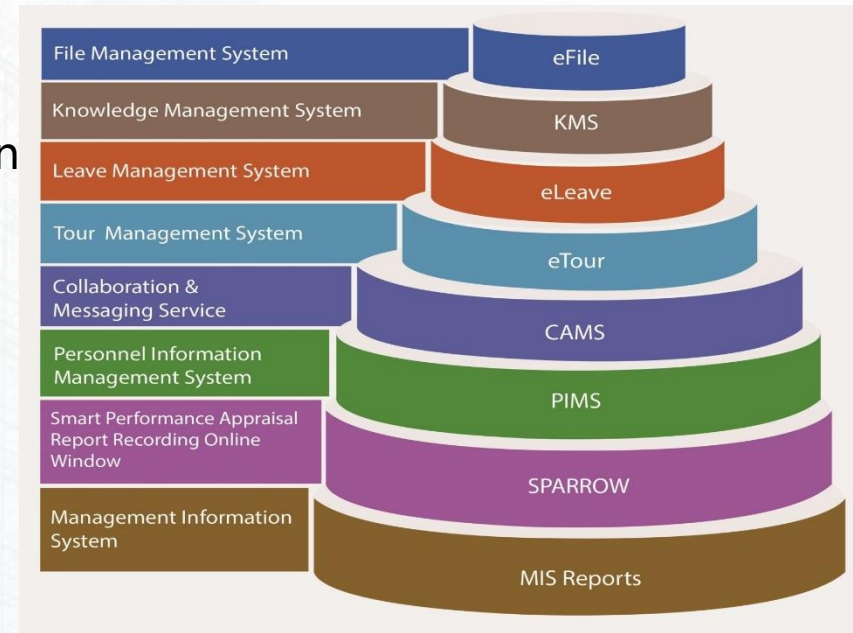 File Management System
eFile
Knowledge Management System
KMS
n
Leave Management System
eLeave
Tour Management System
eTour
Collaboration &
Messaging Service
CAMS
Personnel Information
Management System
PIMS
Smart Performance Appraisal
Report Recording Online
Window
SPARROW
Management Information
System
MIS Reports